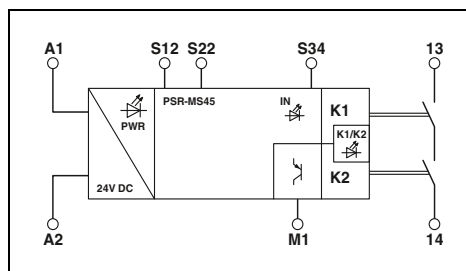 A1 S12 S22 S34 13
PSR-MS45 IN K1
PWR K1/K2
24V DC K2
A2 M1 14